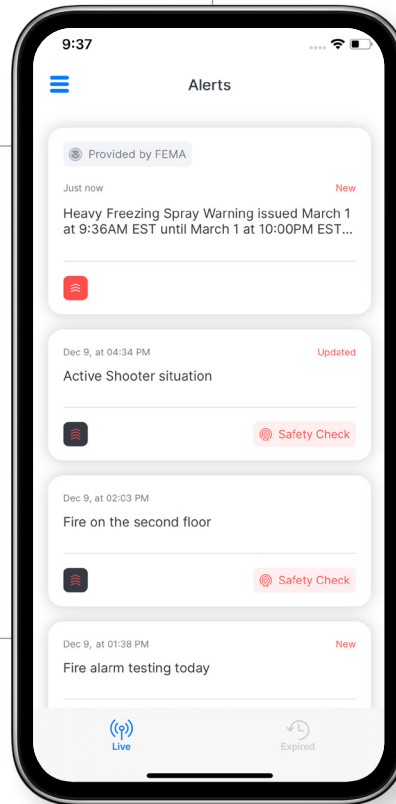 9:37
Alerts
Provided by FEMA
Just now New
Heavy Freezing Spray Warning issued March 1
at 9:36AM EST until March 1 at 10:00PM EST...
Dec 9, at 04:34 PM Updated
Active Shooter situation
Safety Check
Dec 9, at 02:03 PM
Fire on the second floor
Safety Check
Dec 9, at 01:38 PM New
Fire alarm testing today
Live Expired